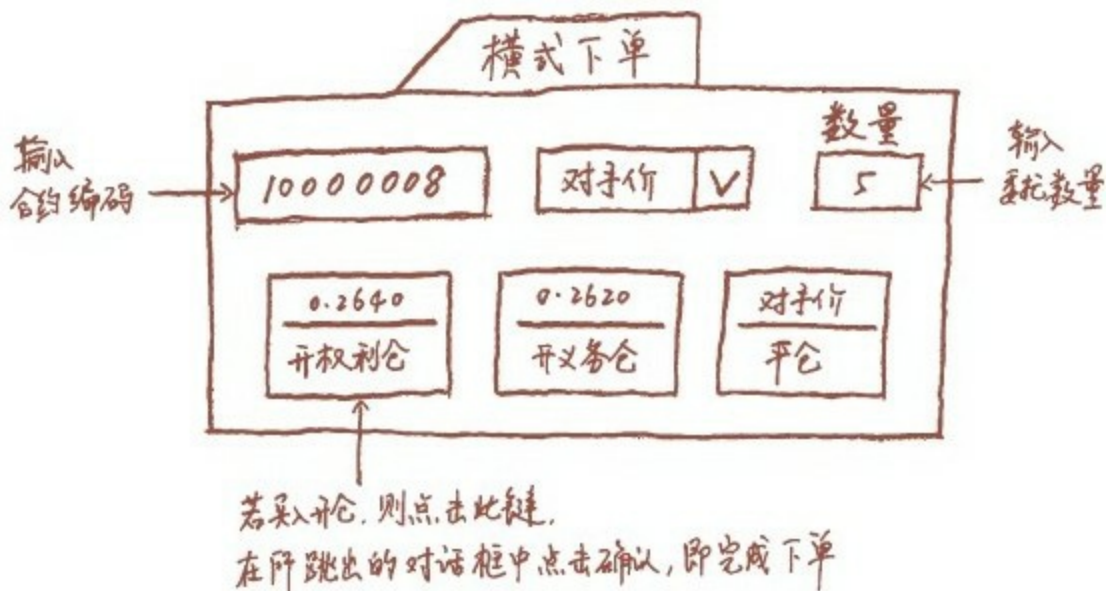 横式下单
数量
输入
合约编码
10000008
对手价
V
5
输入
委托数量
0.2640
开权利仓
0.2620
开义务仓
对手价
平仓
若买入开仓,则点击此键,
在所跳出的对话框中点击确认,即完成下单